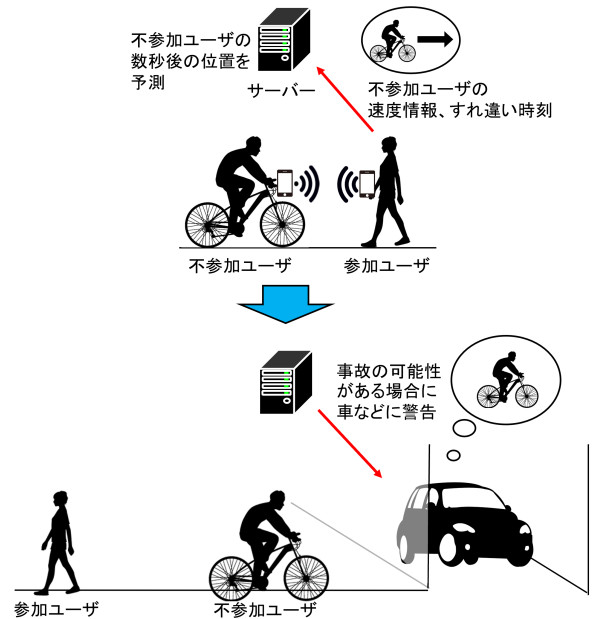 不参加ユーザの
数秒後の位置を
予測
サーバー
不参加ユーザの
速度情報、すれ違い時刻
不参加ユーザ
参加ユーザ
事故の可能性
がある場合に
車などに警告
参加ユーザ
不参加ユーザ